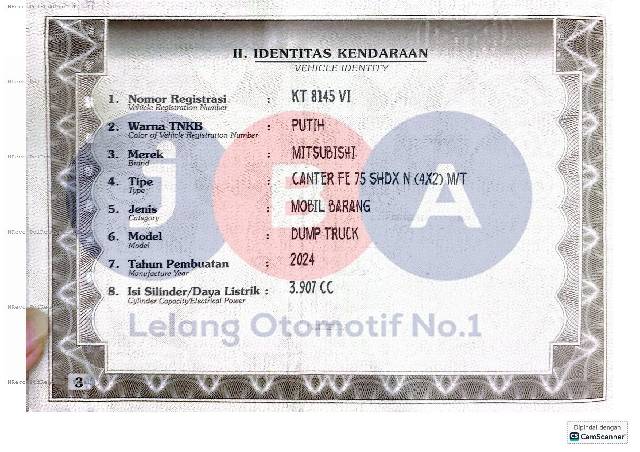 II. IDENTITAS KENDARAAN
VEHICLE IDENTITY
1. Nomor Registrasi : KT 8145 VI
Vehicle Registration Number
2. Warna TNKB : PUTIH
Color of Vehicle Registration Number
3. Merek : MITSUBISHI
Brand
4. Tipe : CANTER FE 75 SHDX N (4X2) M/T
Type
5. Jenis : MOBIL BARANG
Category
6. Model : DUMP TRUCK
Model
7. Tahun Pembuatan : 2024
Manufacture Year
8. Isi Silinder/Daya Listrik : 3.907 CC
Cylinder Capacity/Electrical Power
JBA
Lelang Otomotif No.1
3
Dipindai dengan
CamScanner